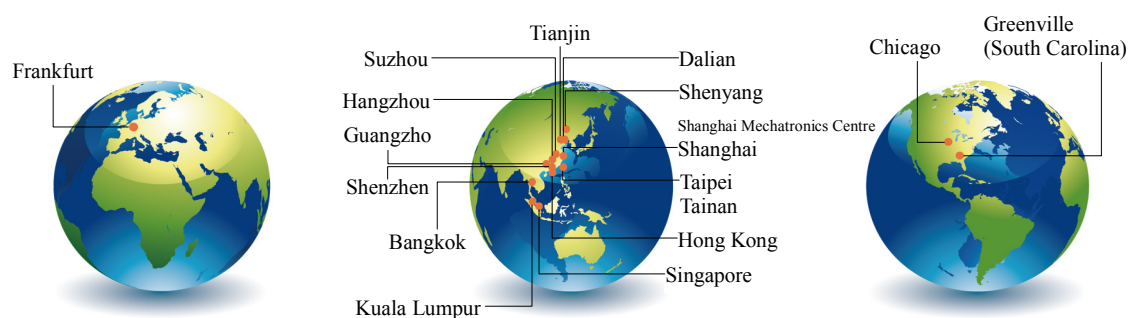 Frankfurt
Tianjin
Suzhou
Dalian
Hangzhou
Shenyang
Guangzho
Shanghai Mechatronics Centre
Shanghai
Shenzhen
Taipei
Tainan
Bangkok
Hong Kong
Singapore
Kuala Lumpur
Greenville
(South Carolina)
Chicago